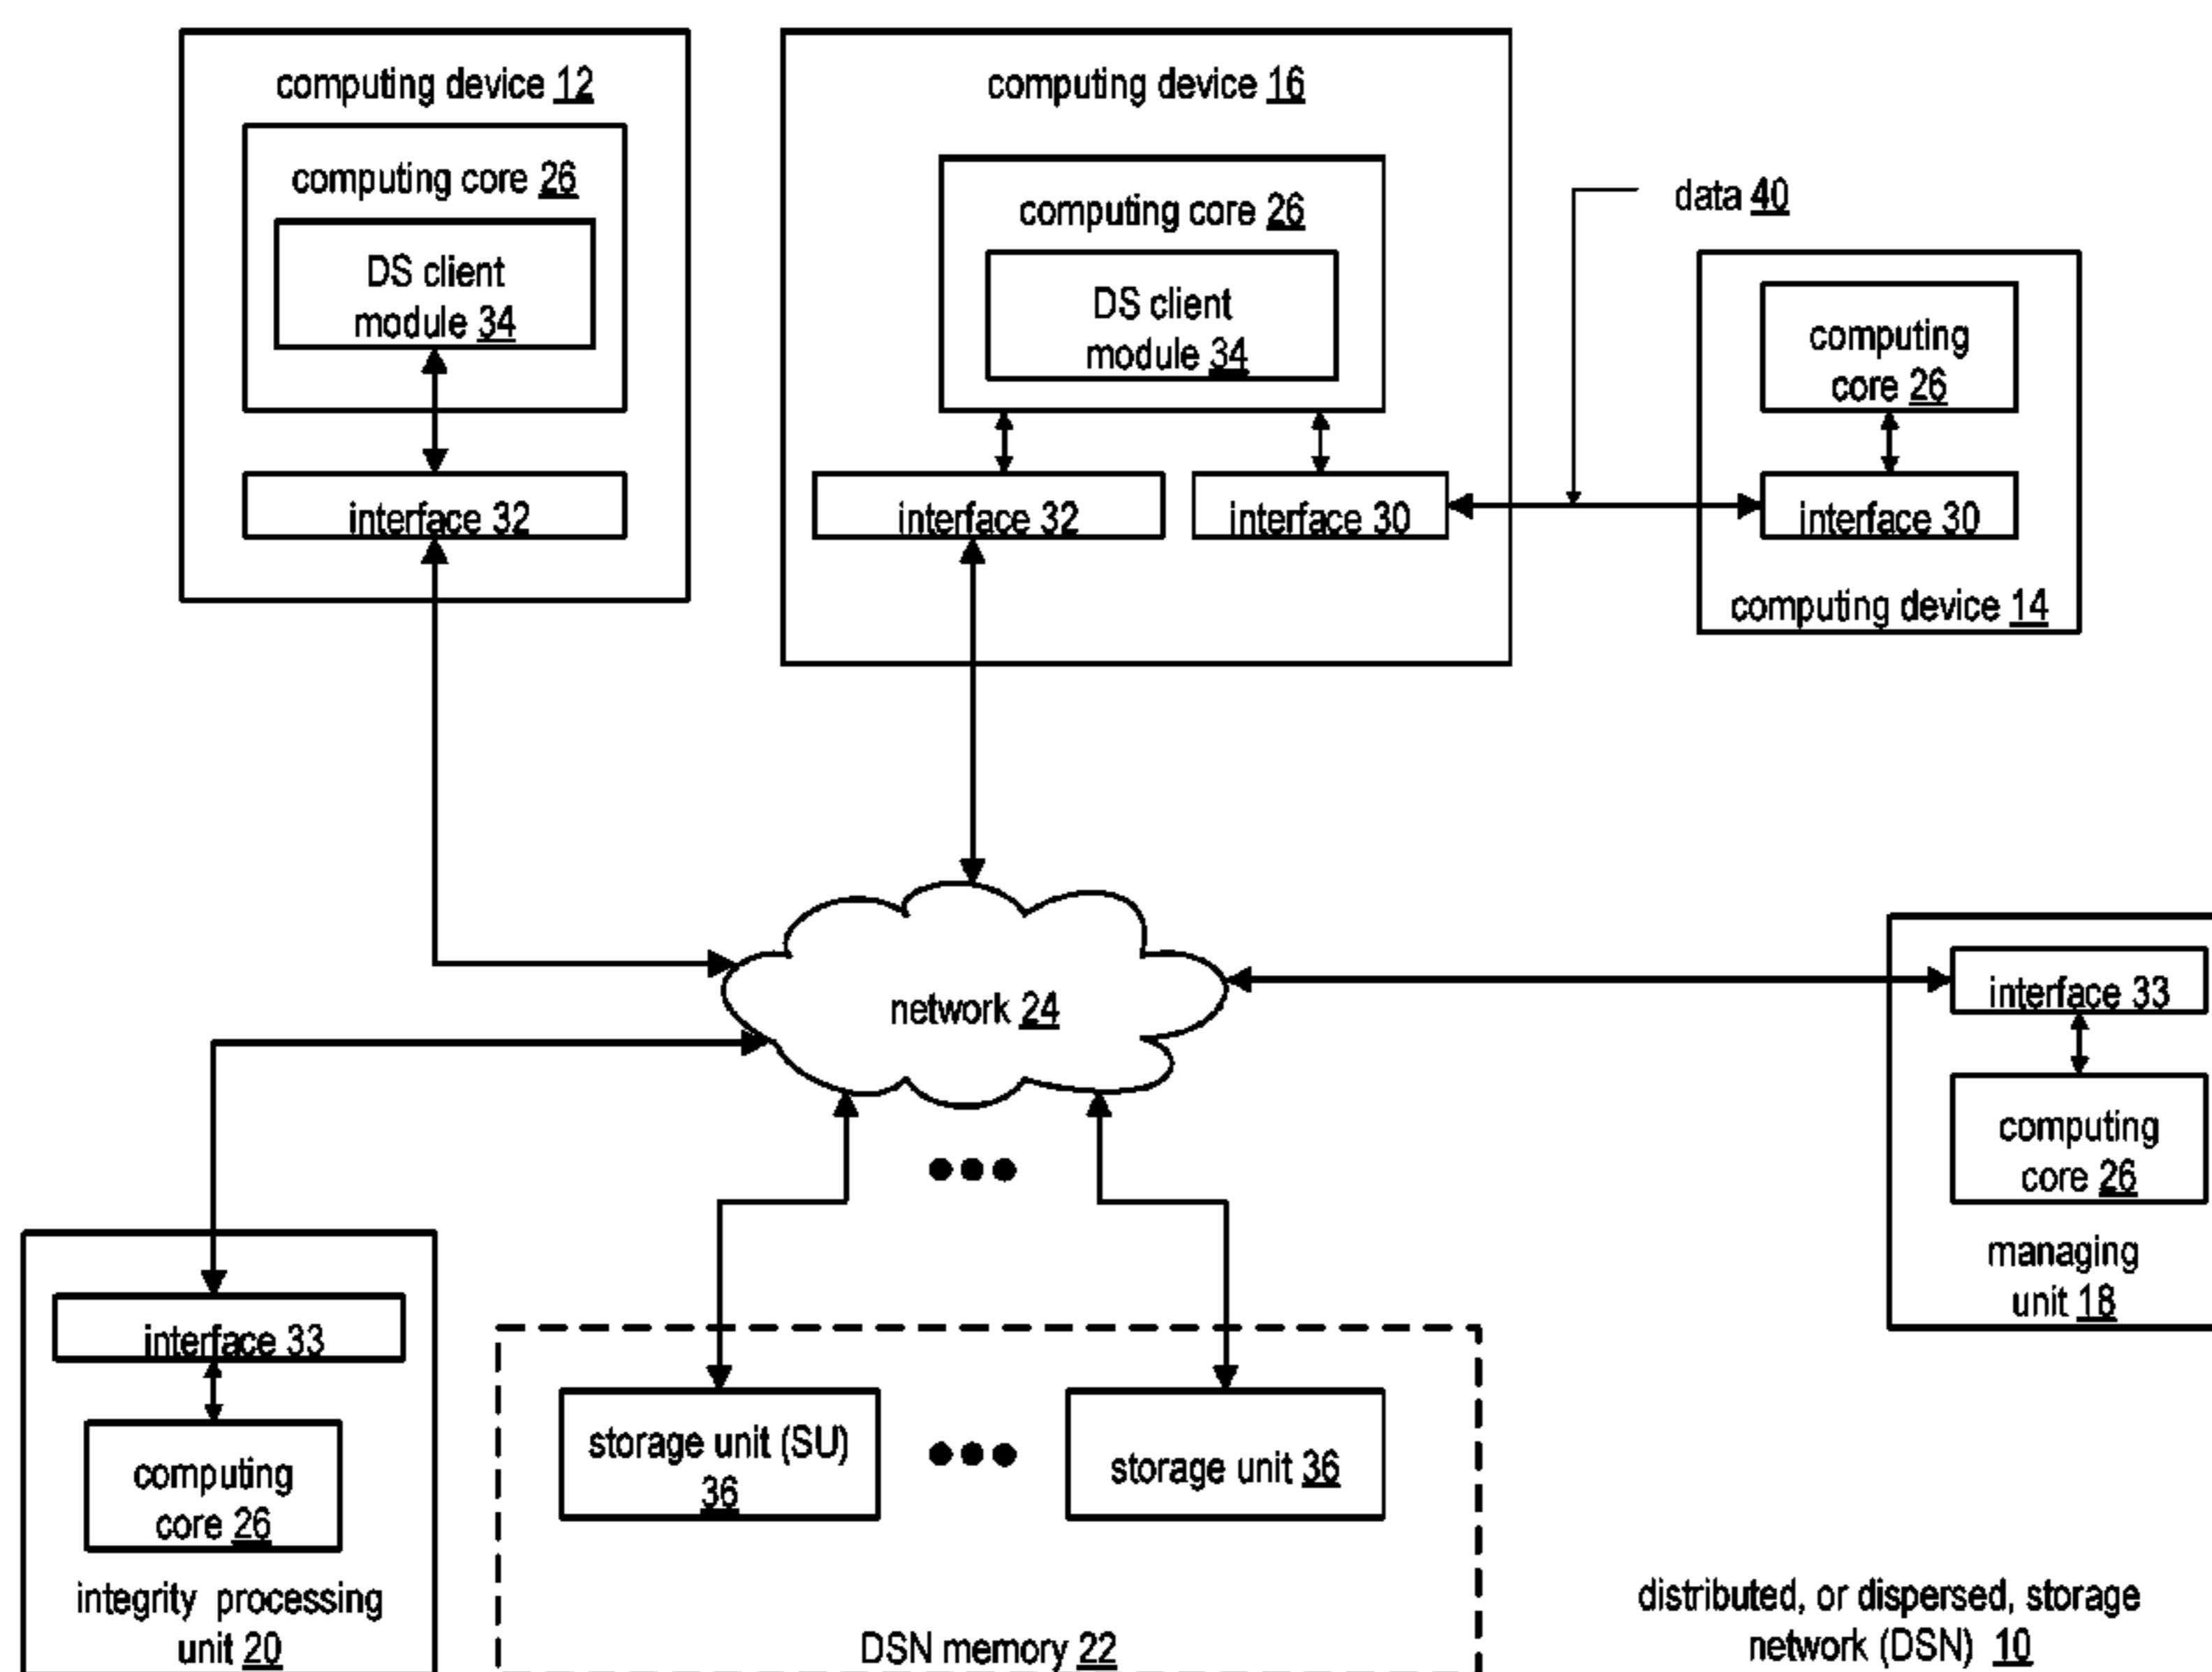 computing device 12
computing core 26
DS client
module 34
interface 32
computing device 16
computing core 26
DS client
module 34
interface 32
interface 30
data 40
computing
core 26
interface 30
computing device 14
network 24
interface 33
computing
core 26
managing
unit 18
interface 33
computing
core 26
integrity processing
unit 20
storage unit (SU)
36
storage unit 36
DSN memory 22
distributed, or dispersed, storage
network (DSN) 10